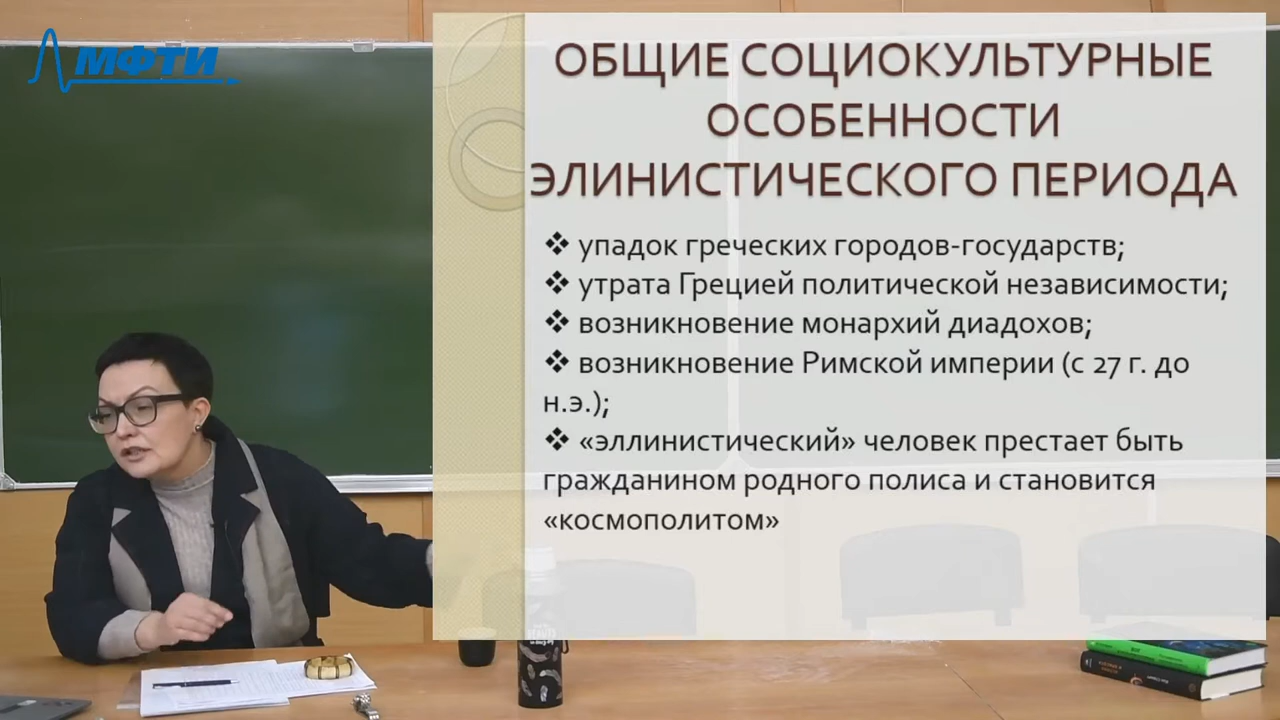 МФТИ
ОБЩИЕ СОЦИОКУЛЬТУРНЫЕ
ОСОБЕННОСТИ
ЭЛИНИСТИЧЕСКОГО ПЕРИОДА
❖ упадок греческих городов-государств;
❖ утрата Грецией политической независимости;
❖ возникновение монархий диадохов;
❖ возникновение Римской империи (с 27 г. до
н.э.);
❖ «эллинистический» человек престает быть
гражданином родного полиса и становится
«космополитом»